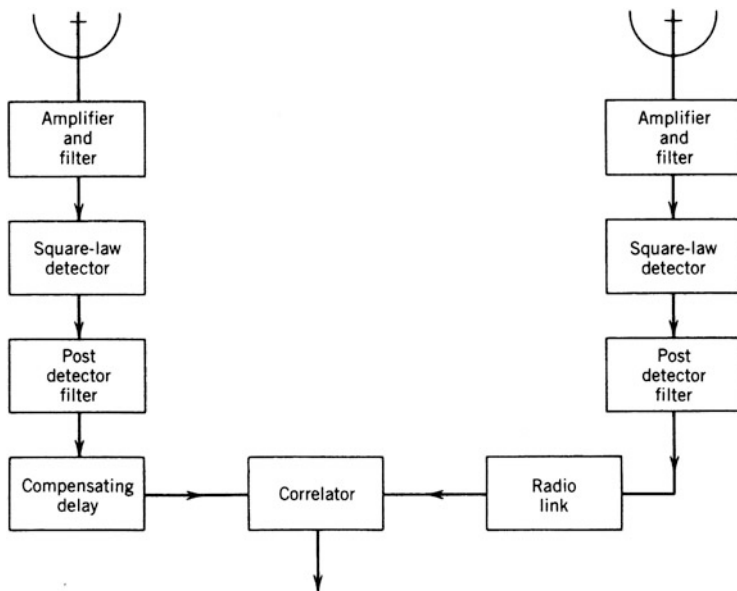 Amplifier
and
filter
Amplifier
and
filter
Square-law
detector
Square-law
detector
Post
detector
filter
Post
detector
filter
Compensating
delay
Correlator
Radio
link